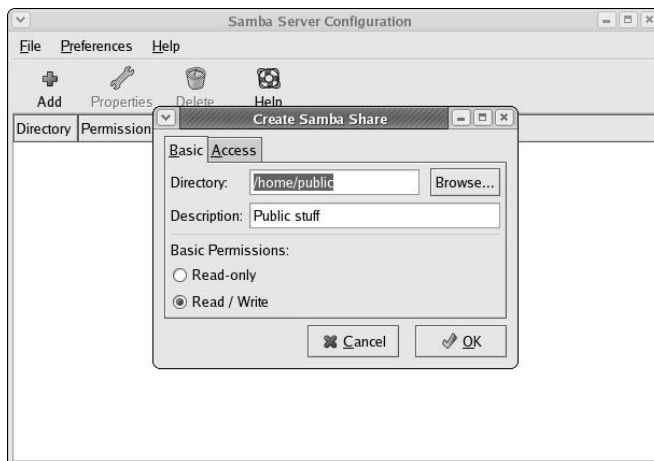 Samba Server Configuration
File Preferences Help
Add Properties Delete Help
Directory Permission
Create Samba Share
Basic Access
Directory: /home/public Browse...
Description: Public stuff
Basic Permissions:
Read-only
Read / Write
Cancel OK